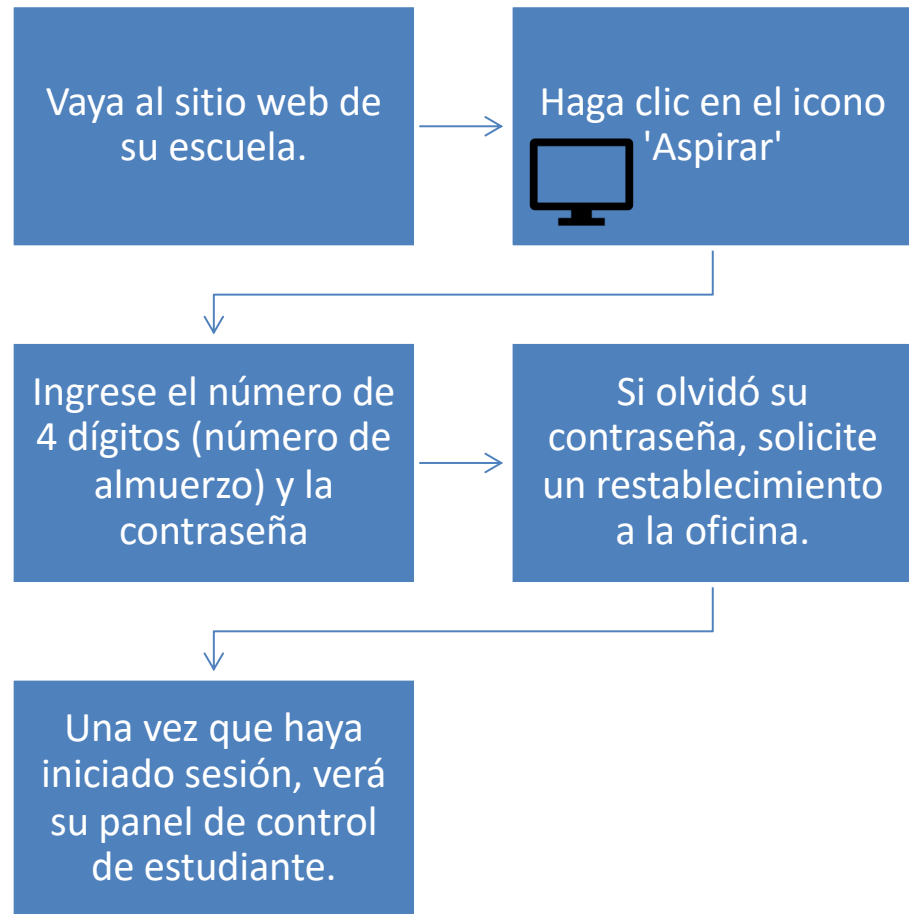 Vaya al sitio web de
su escuela.
Haga clic en el icono
'Aspirar'
Ingrese el número de
4 dígitos (número de
almuerzo) y la
contraseña
Si olvidó su
contraseña, solicite
un restablecimiento
a la oficina.
Una vez que haya
iniciado sesión, verá
su panel de control
de estudiante.